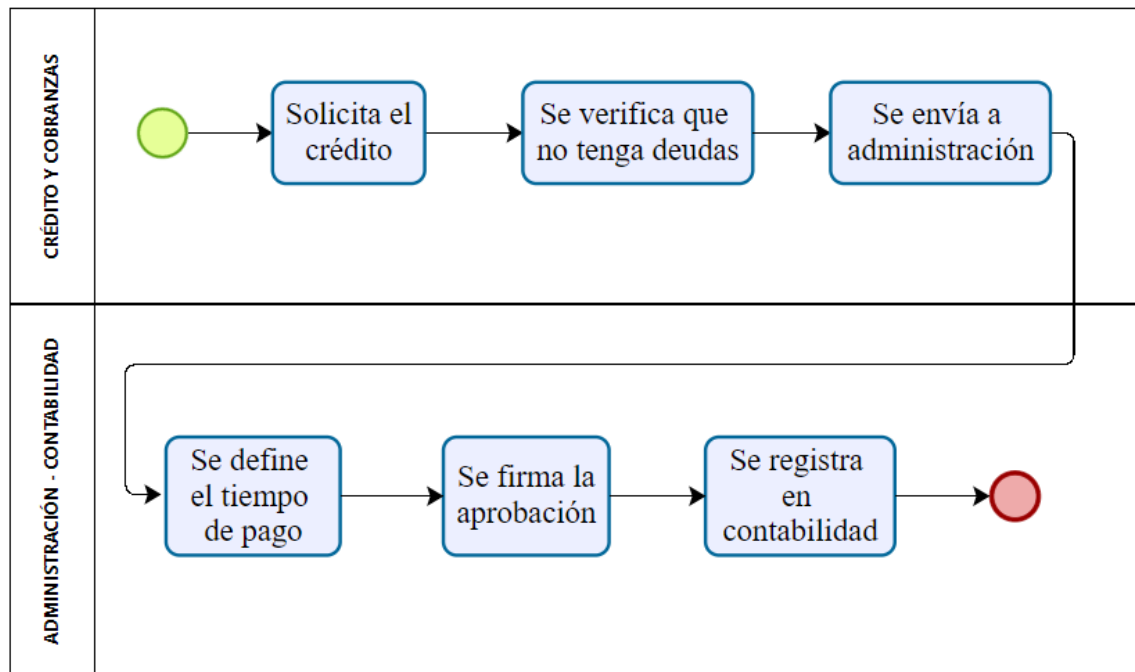 CRÉDITO Y COBRANZAS
Solicita el
crédito
Se verifica que
no tenga deudas
Se envía a
administración
ADMINISTRACIÓN - CONTABILIDAD
Se define
el tiempo
de pago
Se firma la
aprobación
Se registra
en
contabilidad